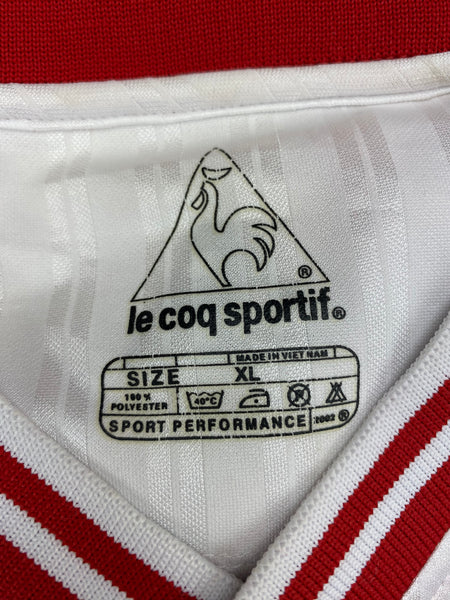 ®
le coq sportif®
MADE IN VIET NAM
SIZE XL
100%
POLYESTER
40°C
SPORT PERFORMANCE 2002 ®